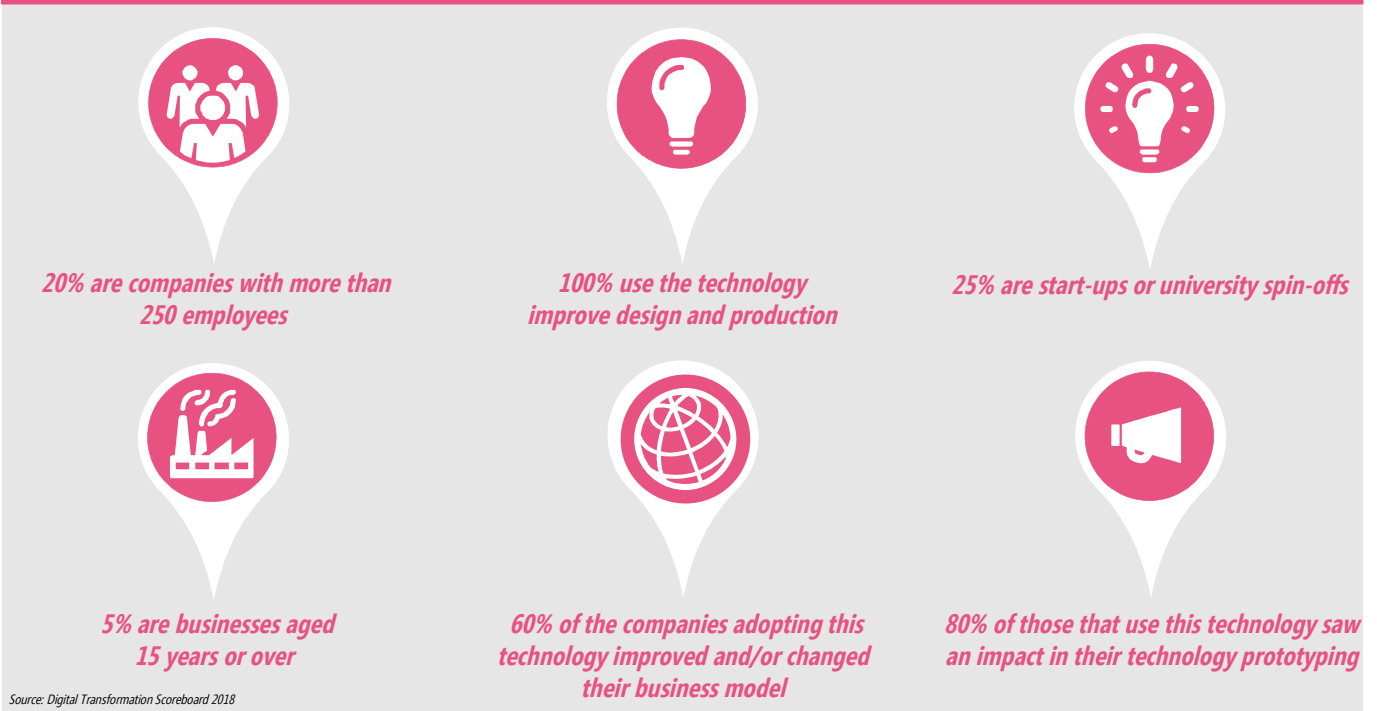 20% are companies with more than
250 employees
100% use the technology
improve design and production
25% are start-ups or university spin-offs
5% are businesses aged
15 years or over
60% of the companies adopting this
technology improved and/or changed
their business model
80% of those that use this technology saw
an impact in their technology prototyping
Source: Digital Transformation Scoreboard 2018